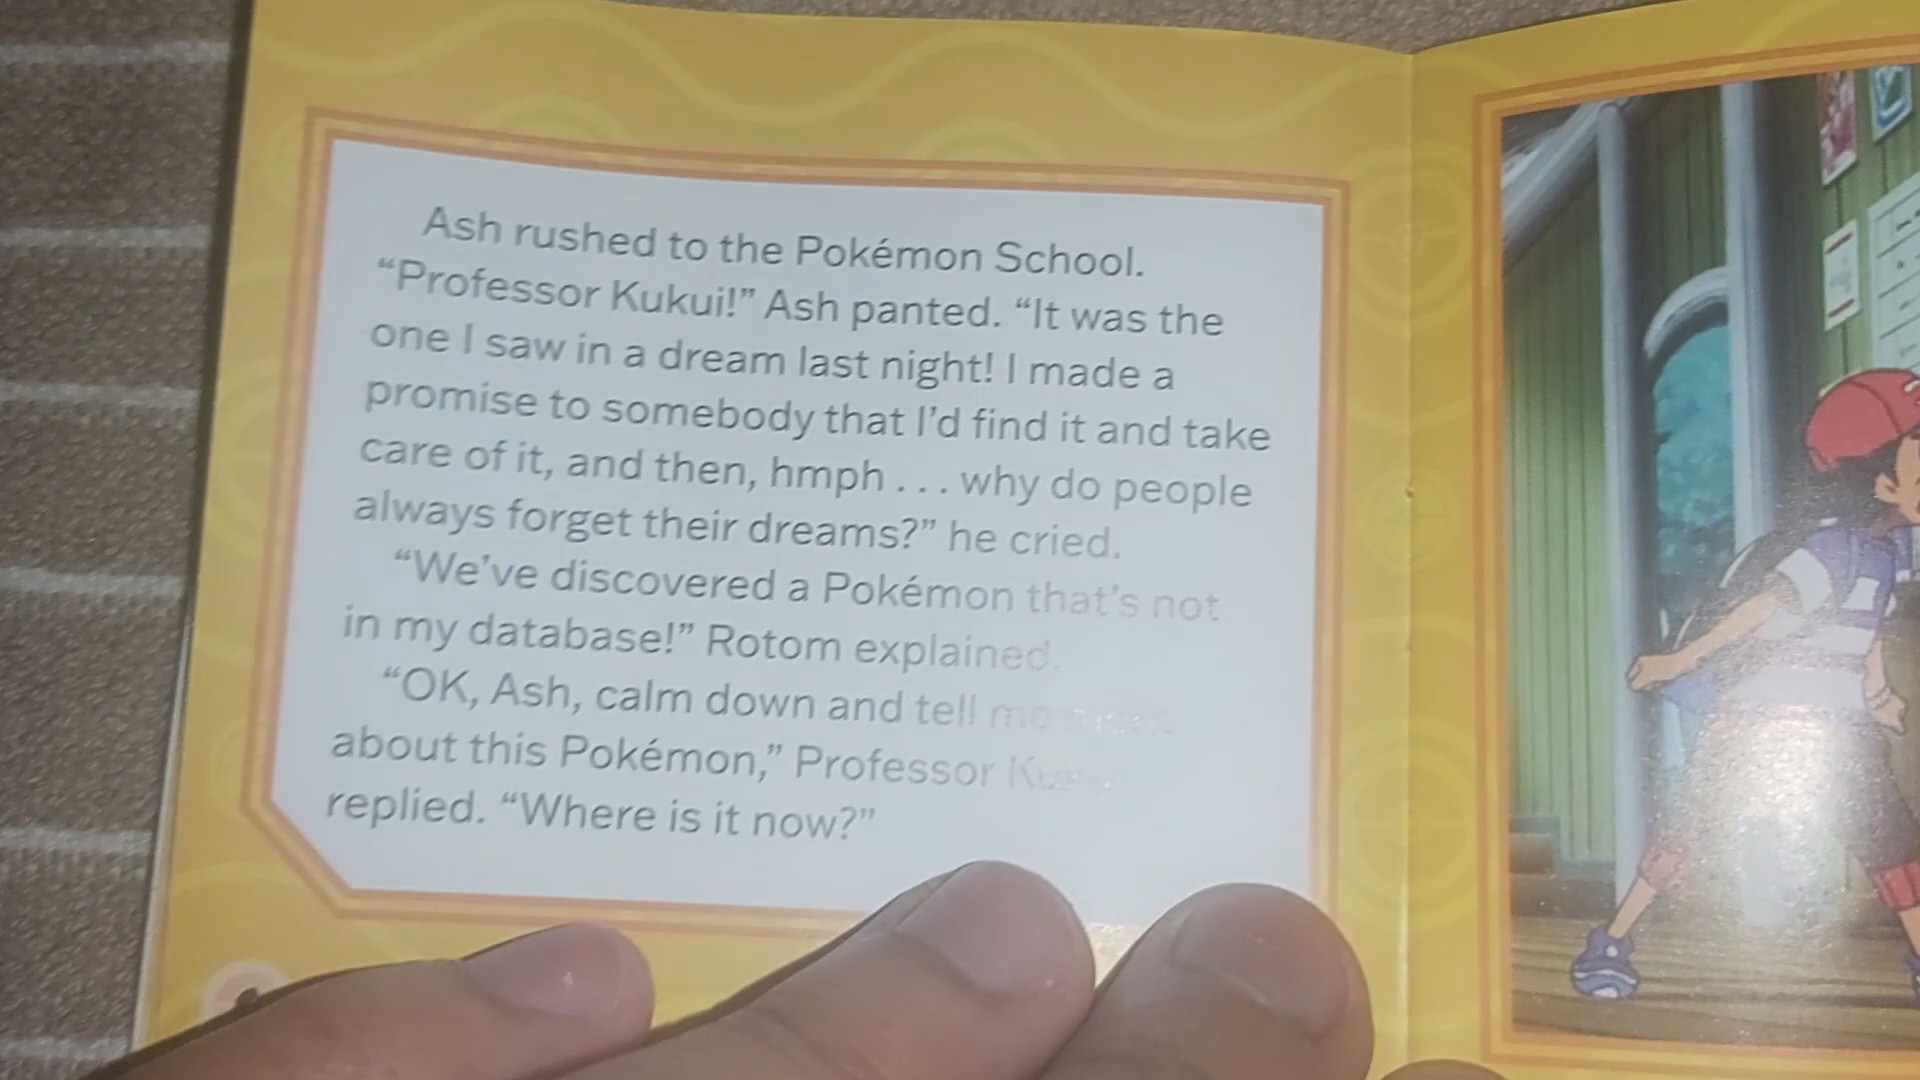 Ash rushed to the Pokémon School.
“Professor Kukui!” Ash panted. “It was the
one I saw in a dream last night! I made a
promise to somebody that I’d find it and take
care of it, and then, hmph . . . why do people
always forget their dreams?” he cried.
“We’ve discovered a Pokémon that’s not
in my database!” Rotom explained.
“OK, Ash, calm down and tell me
about this Pokémon,” Professor
replied. “Where is it now?”